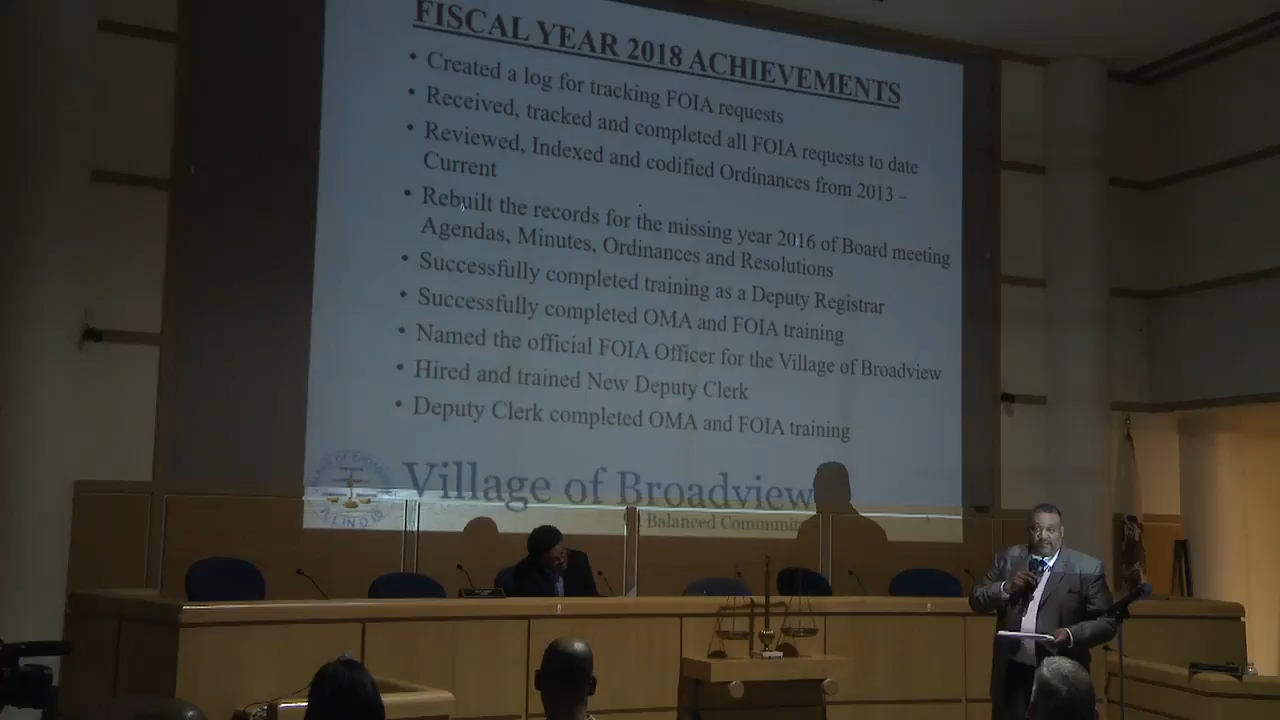 FISCAL YEAR 2018 ACHIEVEMENTS
• Created a log for tracking FOIA requests
• Received, tracked and completed all FOIA requests to date
• Reviewed, Indexed and codified Ordinances from 2013 –
Current
• Rebuilt the records for the missing year 2016 of Board meeting
Agendas, Minutes, Ordinances and Resolutions
• Successfully completed training as a Deputy Registrar
• Successfully completed OMA and FOIA training
• Named the official FOIA Officer for the Village of Broadview
• Hired and trained New Deputy Clerk
• Deputy Clerk completed OMA and FOIA training
Village of Broadview
Balanced
ILLINOIS